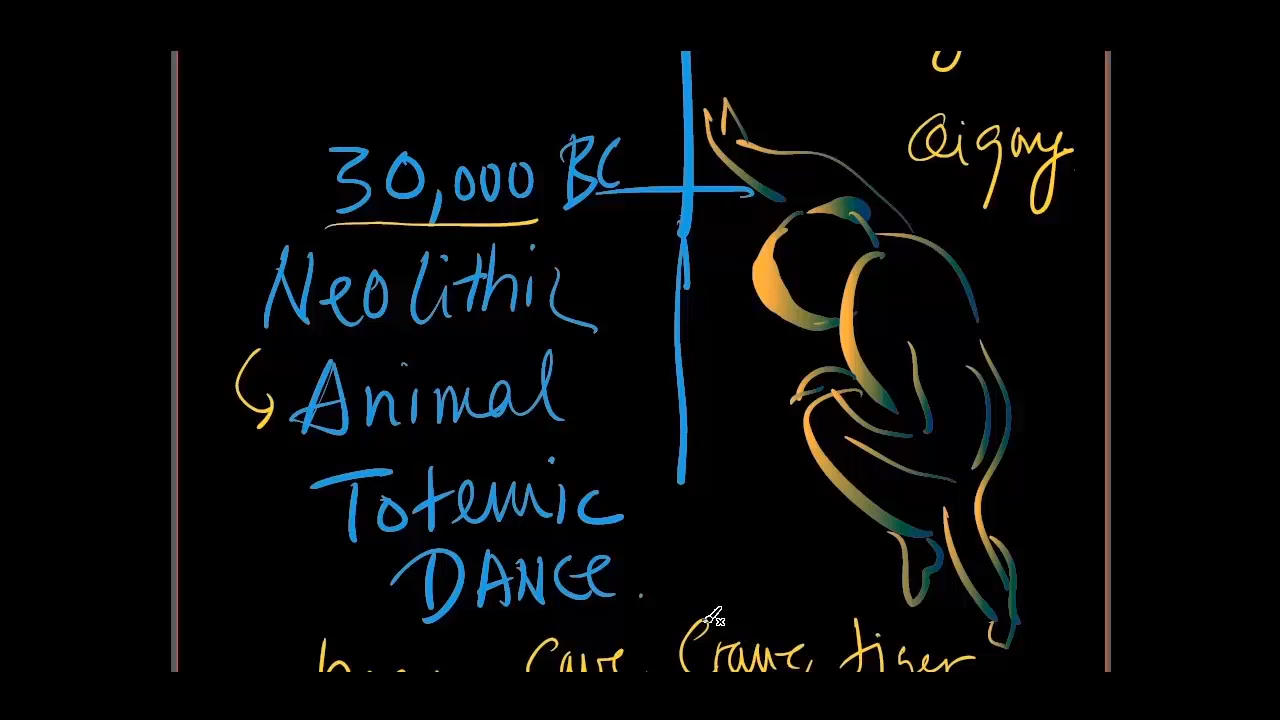 Qigong
30,000 BC
Neolithic
Animal
Totemic
DANCE.
Crane, tiger